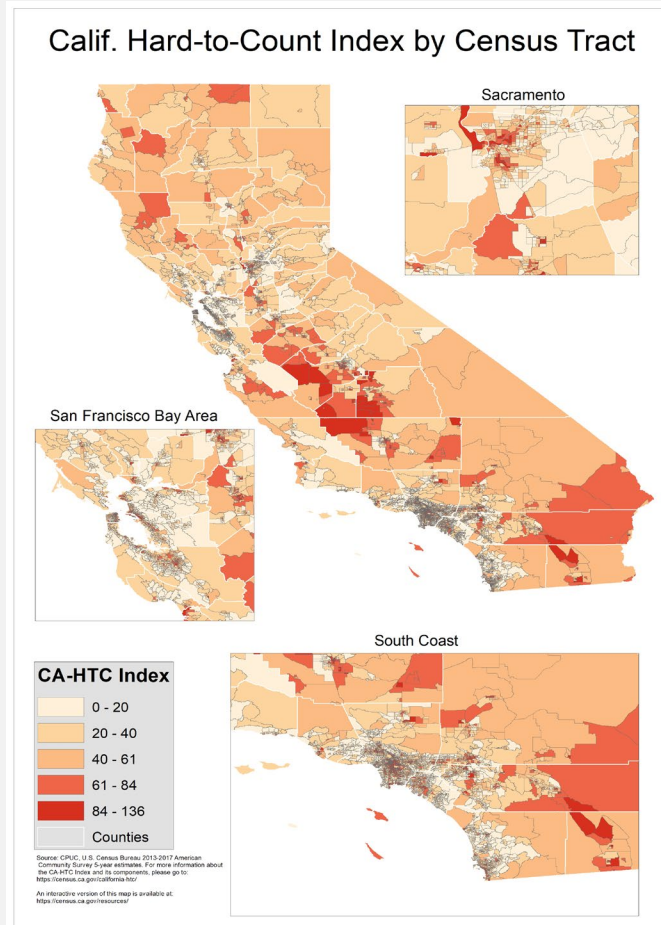 Calif. Hard-to-Count Index by Census Tract
Sacramento
San Francisco Bay Area
South Coast
CA-HTC Index
0 - 20
20 - 40
40 - 61
61 - 84
84 - 136
Counties
Source: CPUC, U.S. Census Bureau 2013-2017 American
Community Survey 5-year estimates. For more information about
the CA-HTC Index and its components, please go to:
https://census.ca.gov/california-htc/
An interactive version of this map is available at:
https://census.ca.gov/resources/